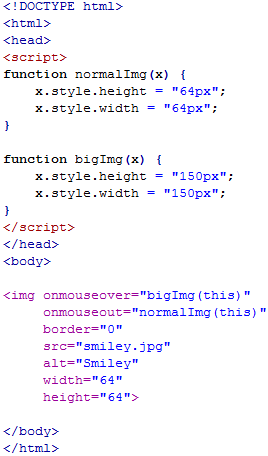 <!DOCTYPE html>
<html>
<head>
<script>
function normalImg(x) {
    x.style.height = "64px";
    x.style.width = "64px";
}

function bigImg(x) {
    x.style.height = "150px";
    x.style.width = "150px";
}
</script>
</head>
<body>

<img onmouseover="bigImg(this)"
     onmouseout="normalImg(this)"
     border="0"
     src="smiley.jpg"
     alt="Smiley"
     width="64"
     height="64">

</body>
</html>